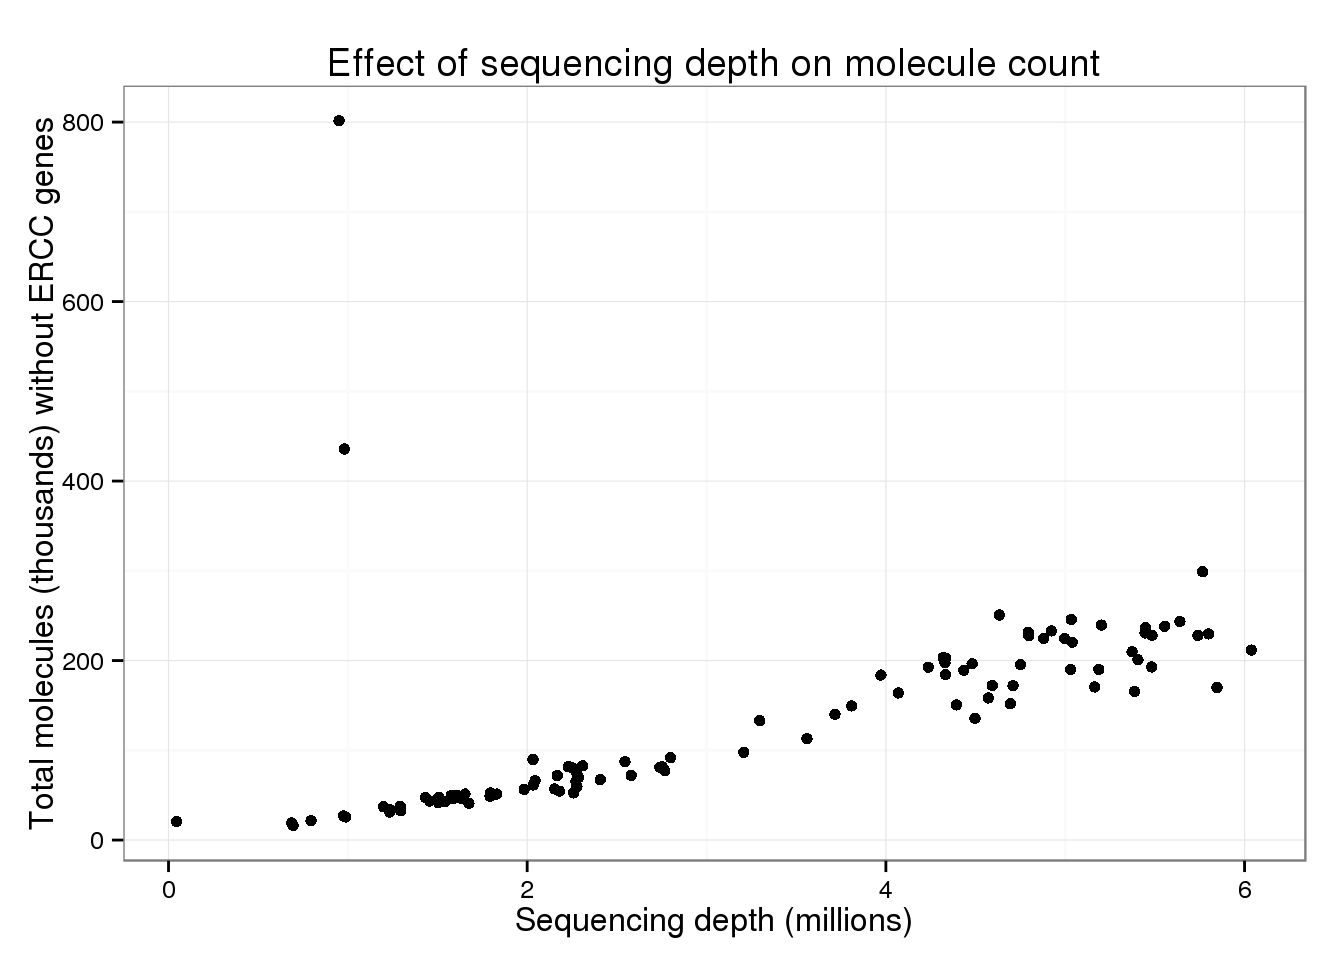 Effect of sequencing depth on molecule count
Total molecules (thousands) without ERCC genes
800
600
400
200
0
0 2 4 6
Sequencing depth (millions)